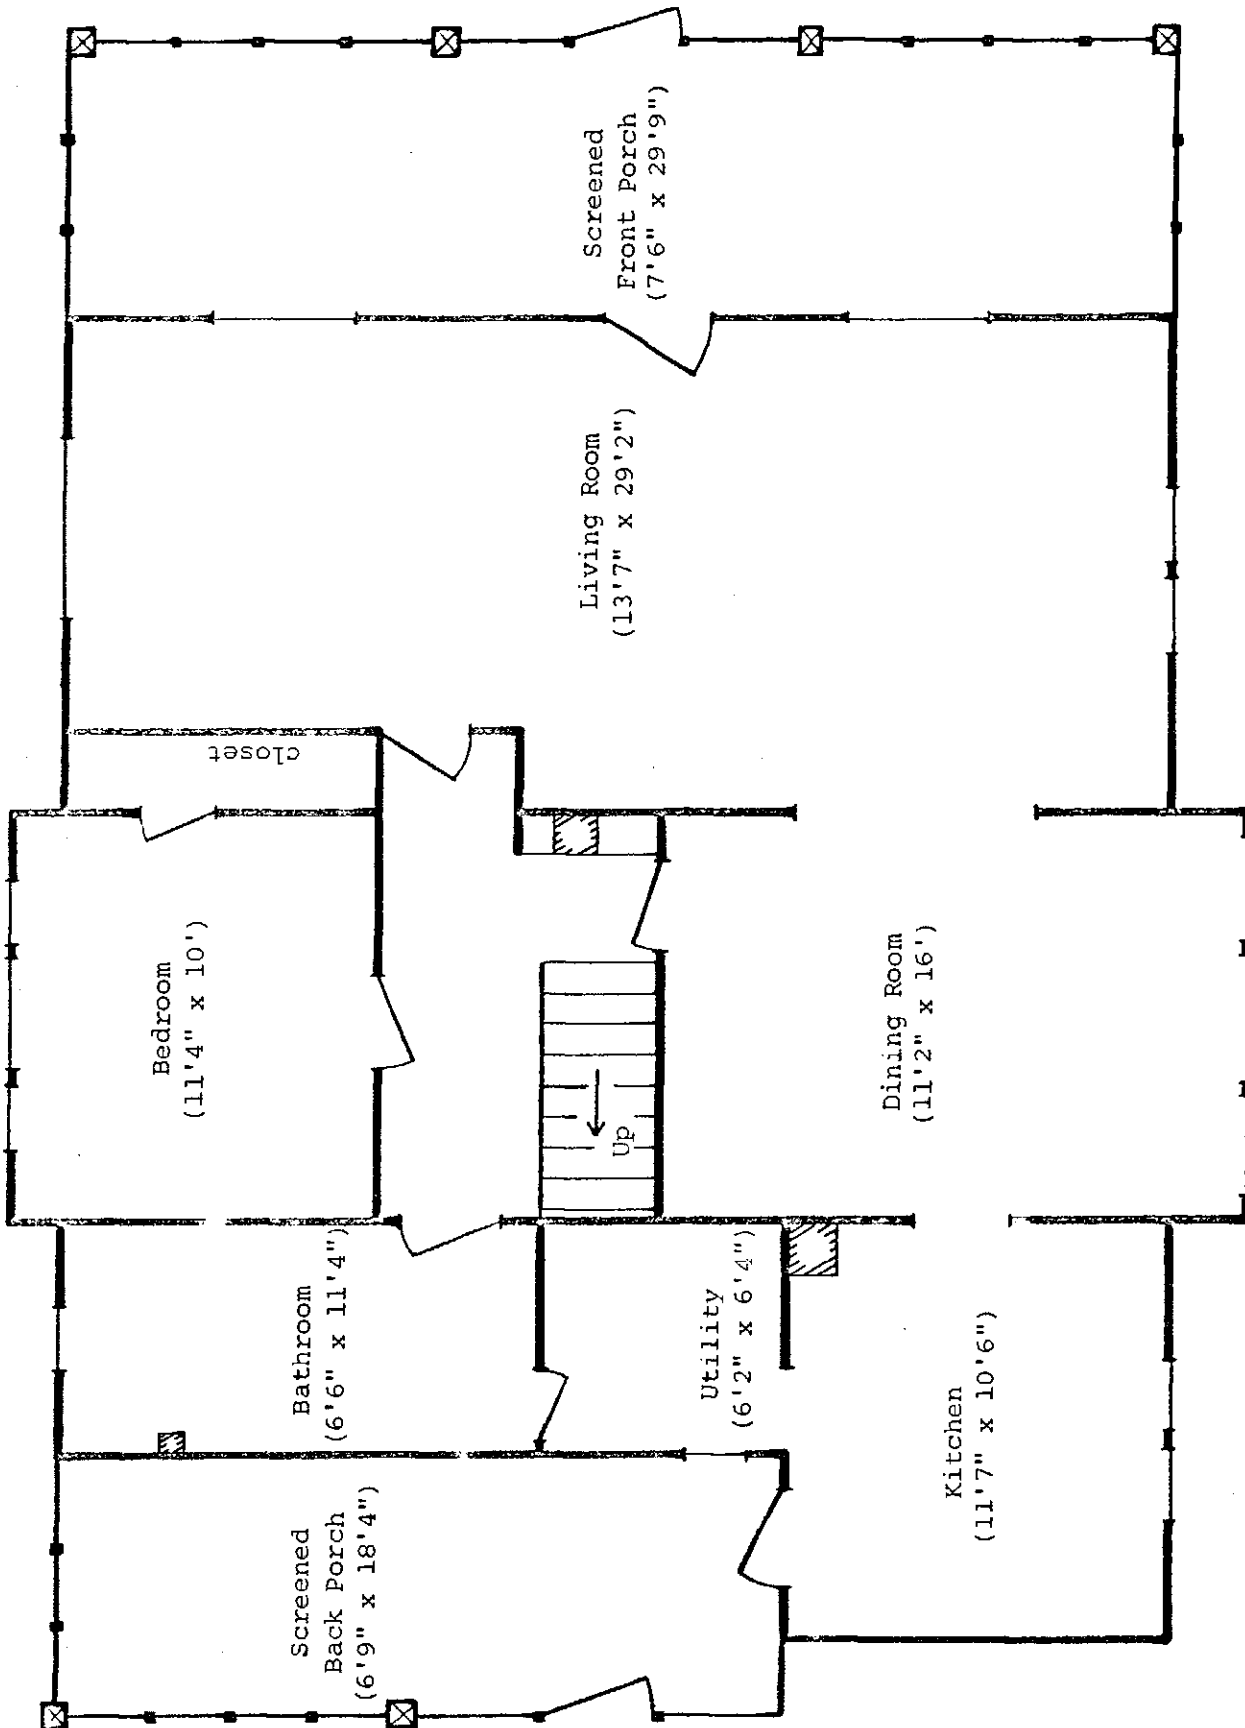 Screened
Front Porch
(7'6" x 29'9")
Living Room
(13'7" x 29'2")
closet
Bedroom
(11'4" x 10')
Dining Room
(11'2" x 16')
Up
Bathroom
(6'6" x 11'4")
Utility
(6'2" x 6'4")
Kitchen
(11'7" x 10'6")
Screened
Back Porch
(6'9" x 18'4")